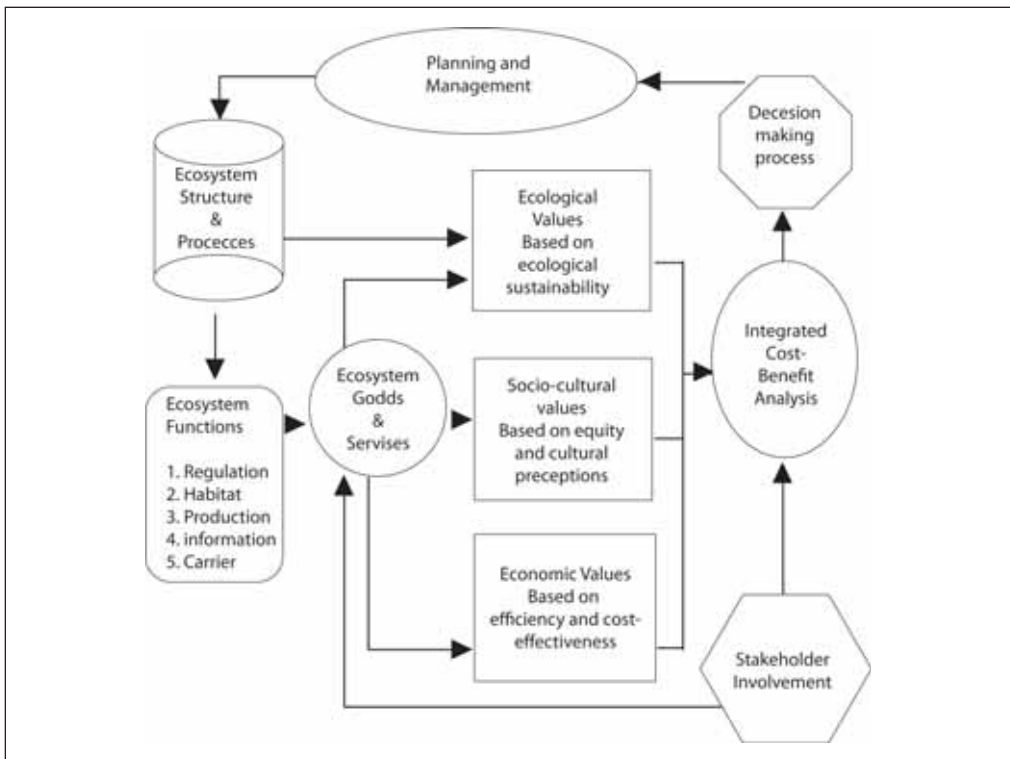 Planning and
Management
Decesion
making
process
Ecosystem
Structure
&
Procecces
Ecological
Values
Based on
ecological
sustainability
Integrated
Cost-
Benefit
Analysis
Ecosystem
Functions
1. Regulation
2. Habitat
3. Production
4. information
5. Carrier
Ecosystem
Godds
&
Servises
Socio-cultural
values
Based on equity
and cultural
preceptions
Economic Values
Based on
efficiency and cost-
effectiveness
Stakeholder
Involvement